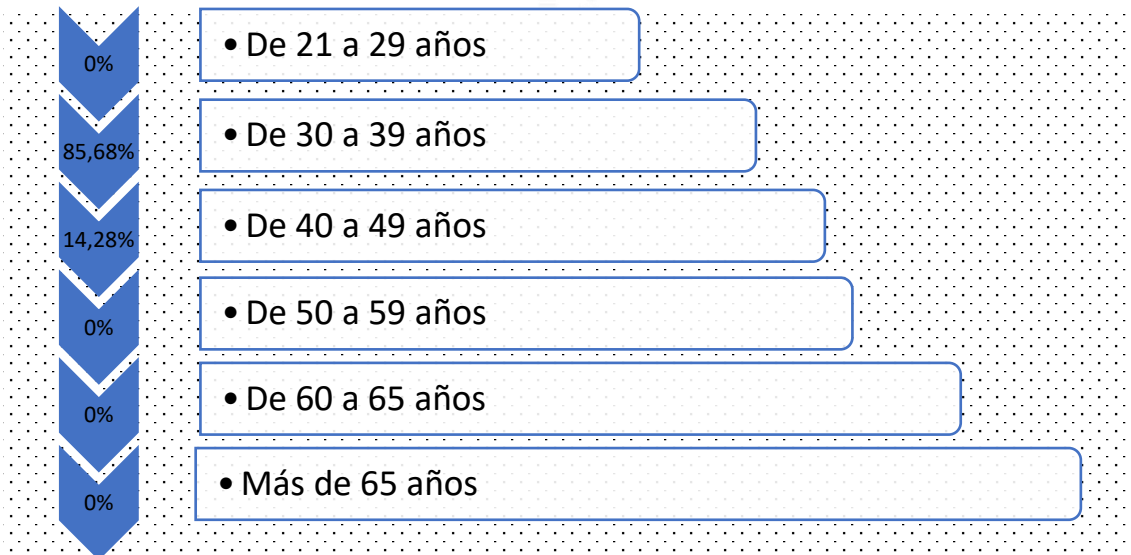 0%
• De 21 a 29 años
85,68%
• De 30 a 39 años
14,28%
• De 40 a 49 años
0%
• De 50 a 59 años
0%
• De 60 a 65 años
0%
• Más de 65 años